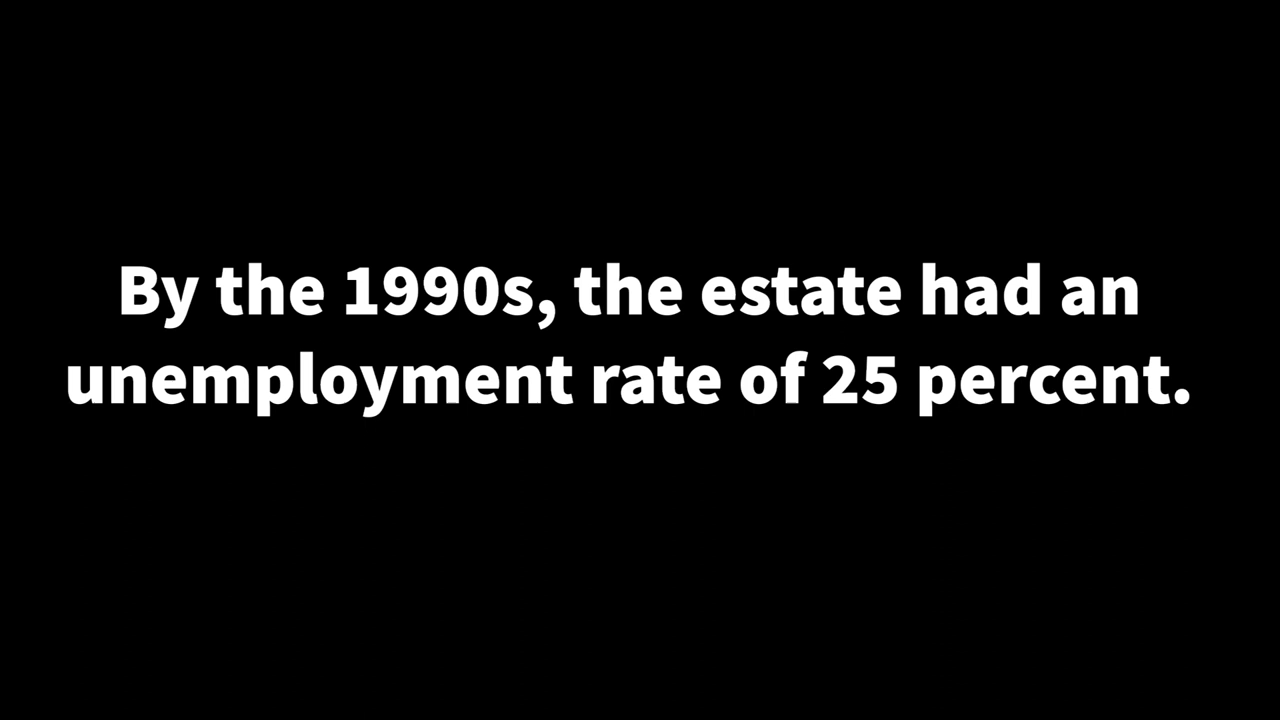 By the 1990s, the estate had an
unemployment rate of 25 percent.